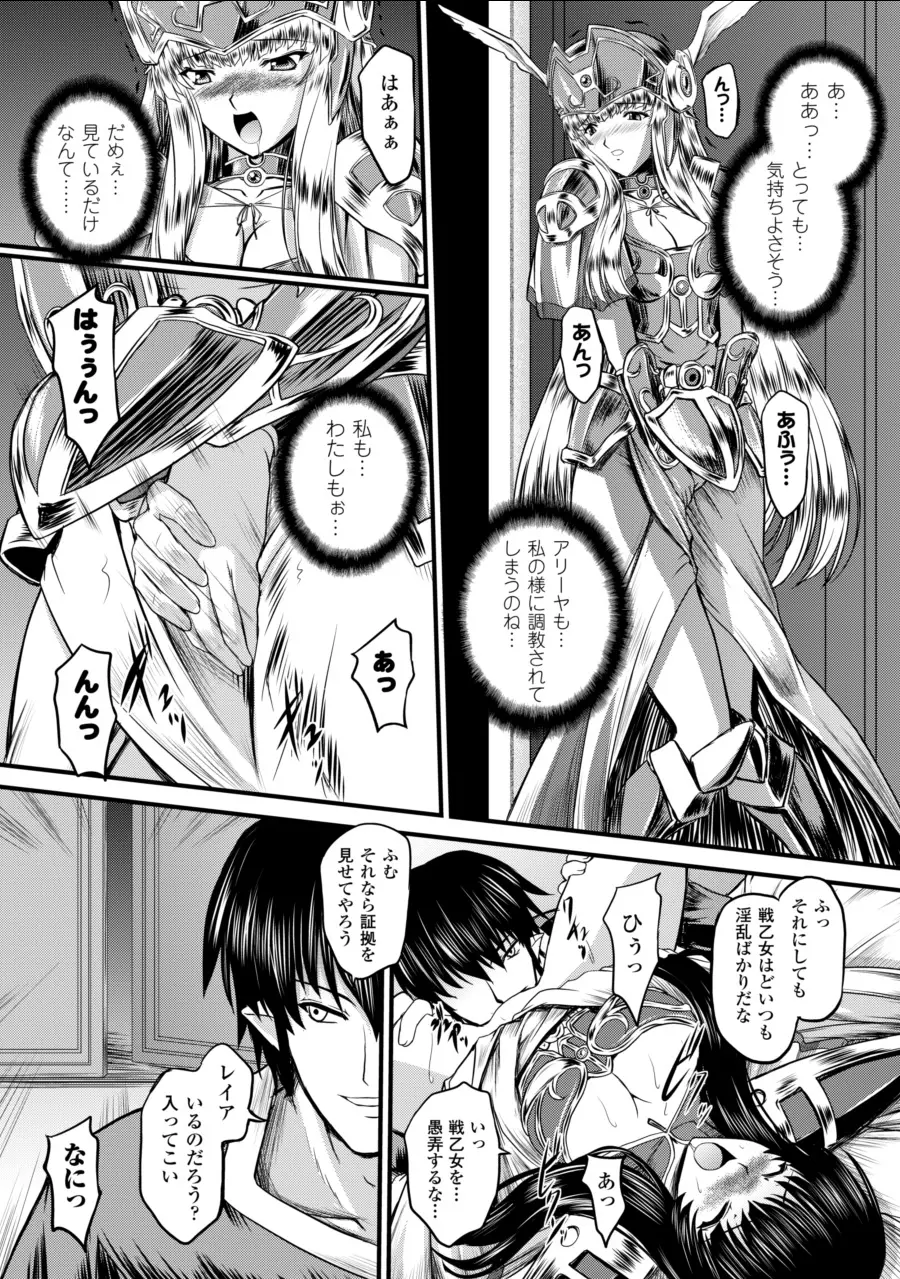 あ…
ああっ…
とっても…
気持ちよさそう…
んっ…
あんっ
あふぅ…
アリーヤも…
私の様に調教されて
しまうのね…
はあぁぁ
だめぇ…
見ているだけ
なんて……
はぅぅんっ
私も…
わたしもぉ…
あっ
んんっ
ふっ
それにしても
戦乙女はどいつも
淫乱ばかりだな
ひぅっ
いっ
戦乙女を…
愚弄するな…
あっ
ふむ
それなら証拠を
見せてやろう
レイア
いるのだろう？
入ってこい
なにっ